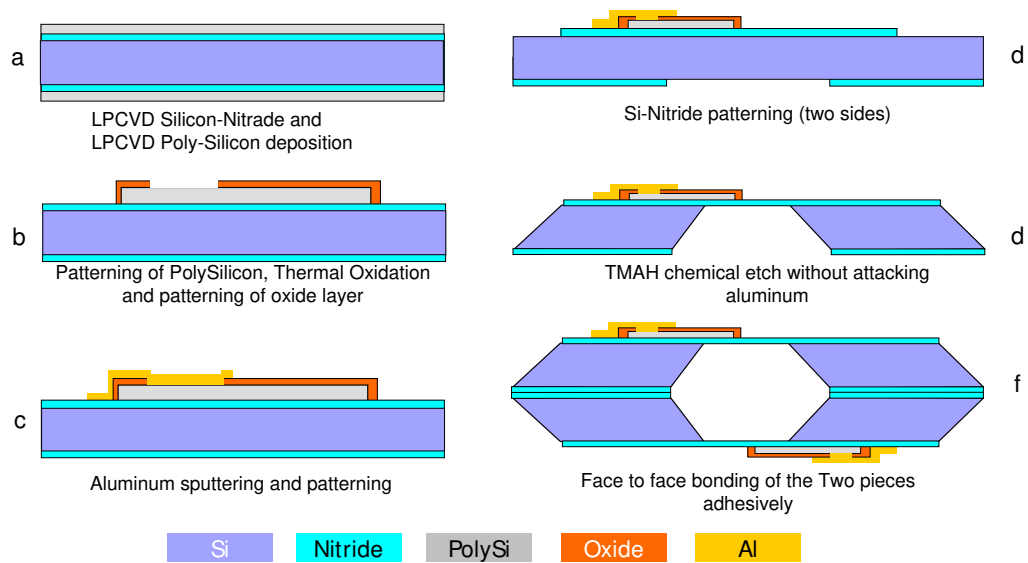 a
LPCVD Silicon-Nitrade and
LPCVD Poly-Silicon deposition
b
Patterning of PolySilicon, Thermal Oxidation
and patterning of oxide layer
c
Aluminum sputtering and patterning
d
Si-Nitride patterning (two sides)
d
TMAH chemical etch without attacking
aluminum
f
Face to face bonding of the Two pieces
adhesively
Si
Nitride
PolySi
Oxide
Al